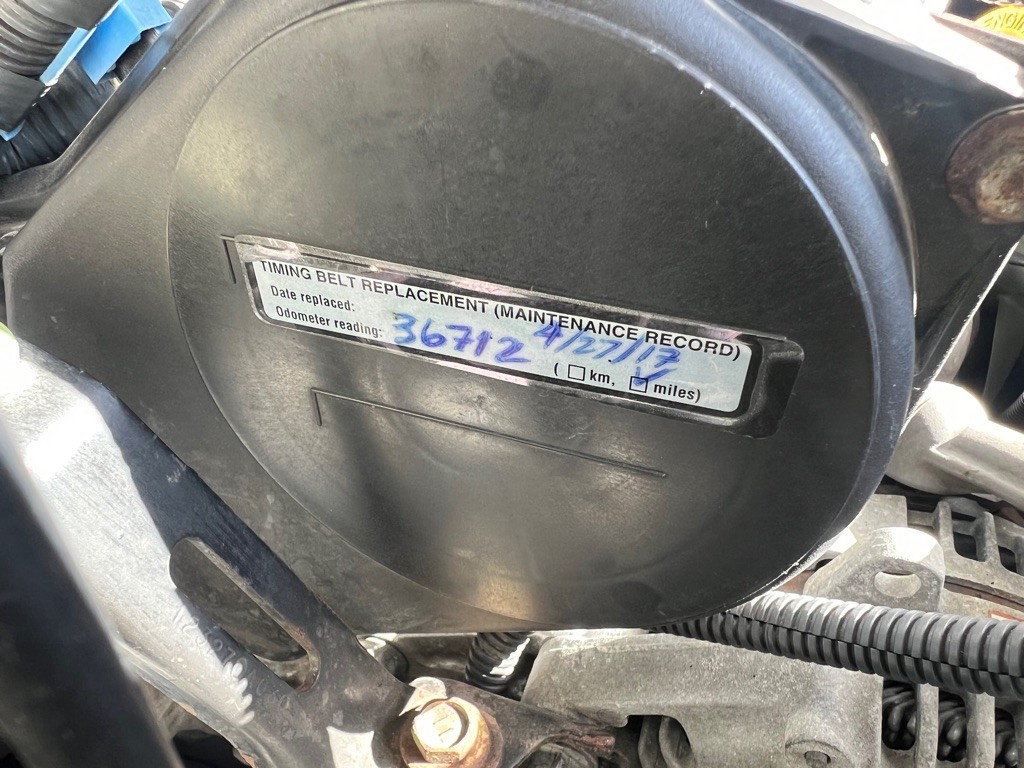 TIMING BELT REPLACEMENT (MAINTENANCE RECORD)
Date replaced: 4/27/17
Odometer reading: 36712
( □ km, ☑ miles)